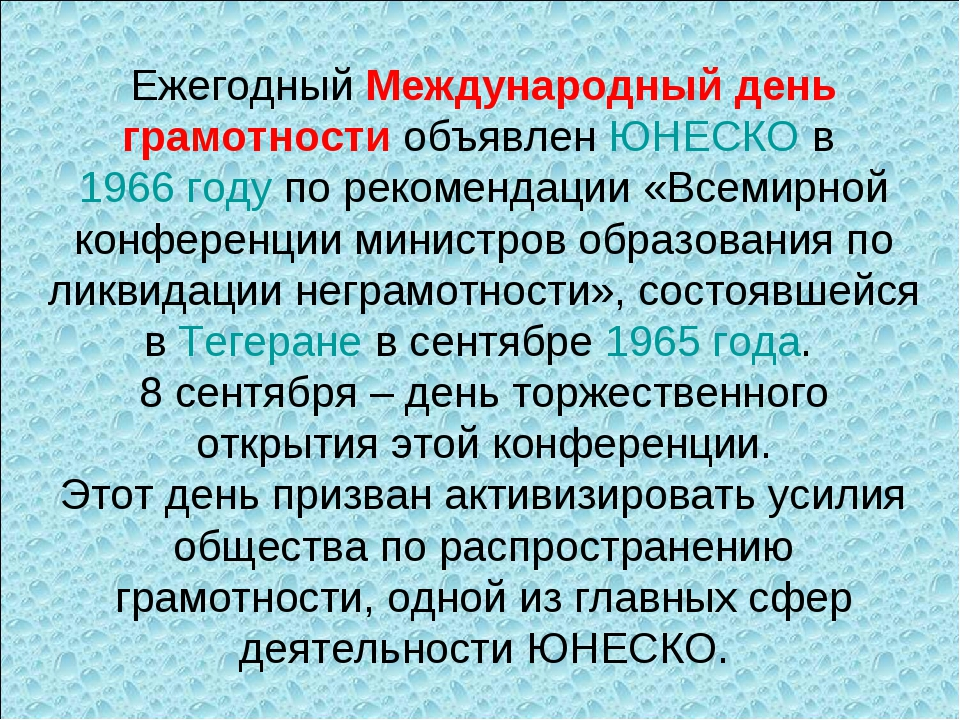 Ежегодный Международный день
грамотности объявлен ЮНЕСКО в
1966 году по рекомендации «Всемирной
конференции министров образования по
ликвидации неграмотности», состоявшейся
в Тегеране в сентябре 1965 года.
8 сентября – день торжественного
открытия этой конференции.
Этот день призван активизировать усилия
общества по распространению
грамотности, одной из главных сфер
деятельности ЮНЕСКО.